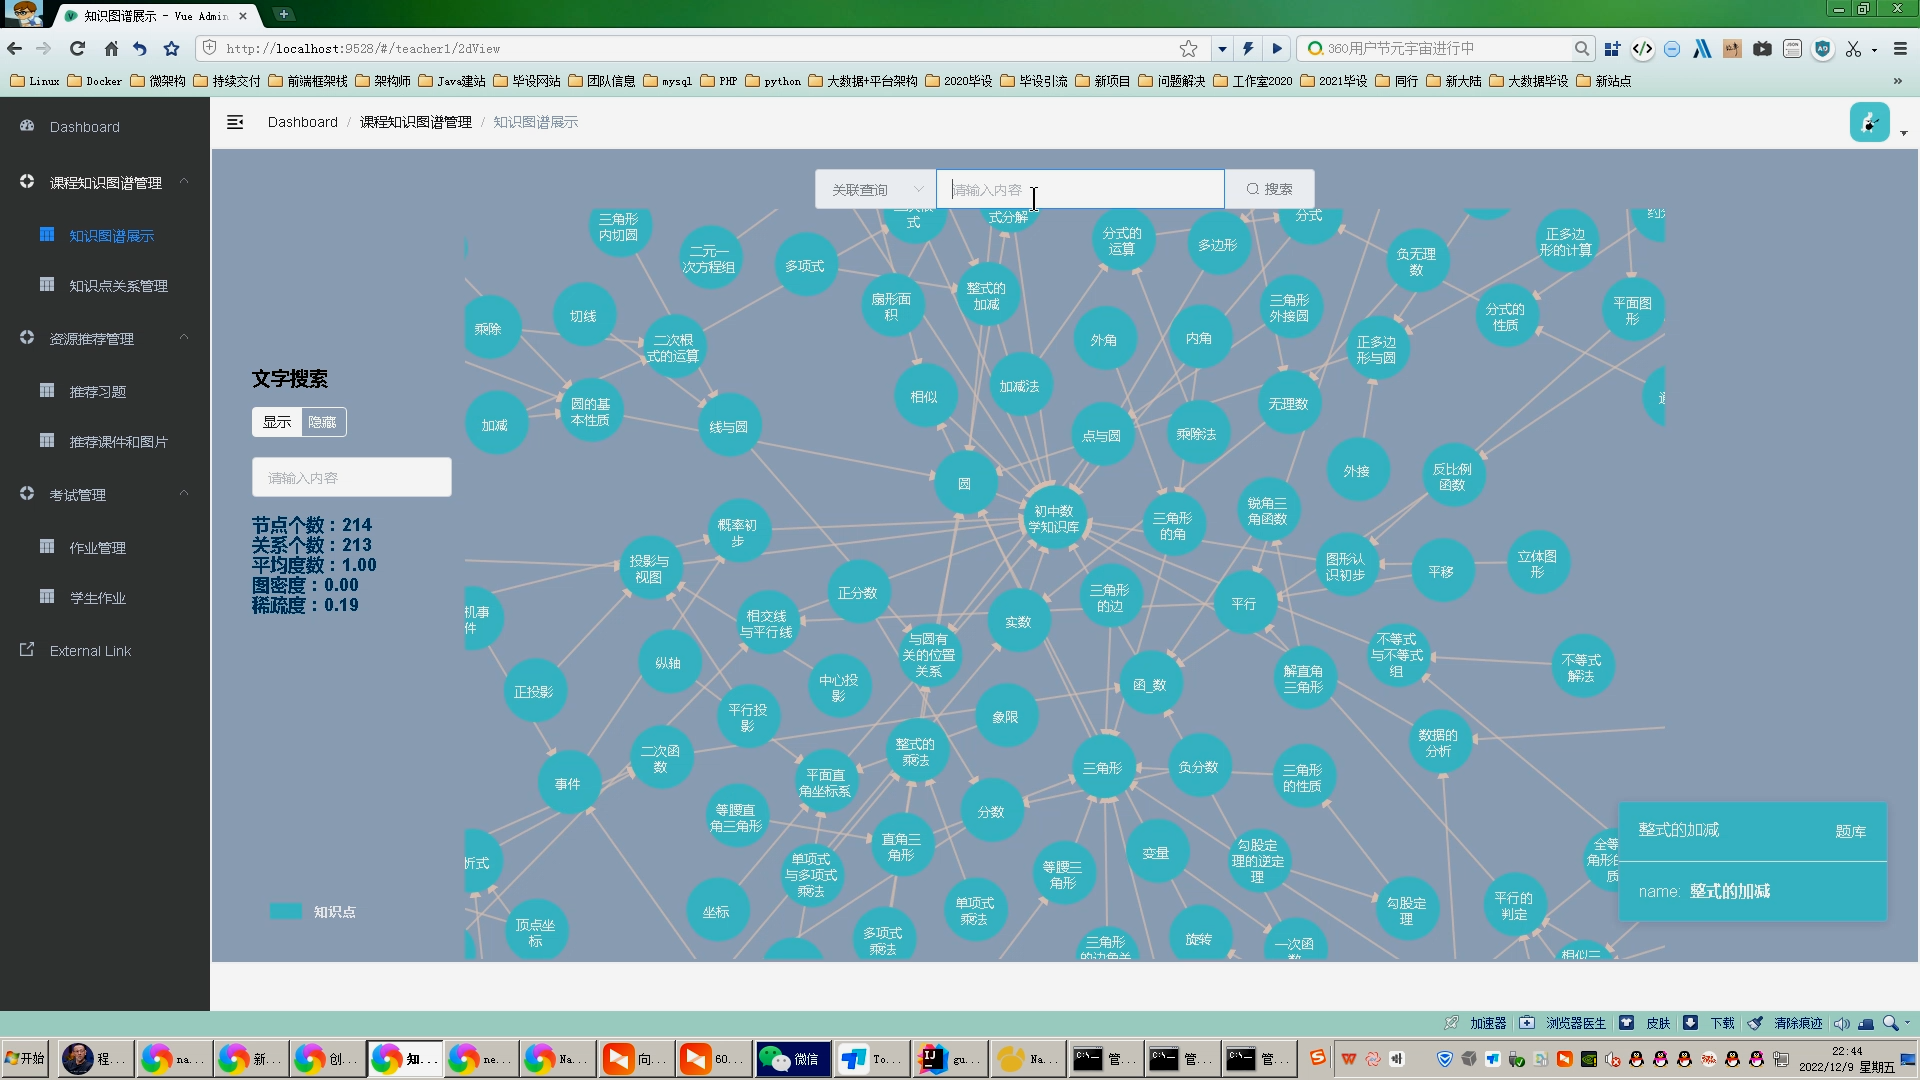 知识图谱展示 - Vue Admin
http://localhost:9528/#/teacher1/2dView
360用户节元宇宙进行中
Linux Docker 微架构 持续交付 前端框架栈 架构师 Java建站 毕设网站 团队信息 mysql PHP python 大数据+平台架构 2020毕设 毕设引流 新项目 问题解决 工作室2020 2021毕设 同行 新大陆 大数据毕设 新站点
Dashboard
课程知识图谱管理
知识图谱展示
知识点关系管理
资源推荐管理
推荐习题
推荐课件和图片
考试管理
作业管理
学生作业
External Link
Dashboard / 课程知识图谱管理 / 知识图谱展示
关联查询
请输入内容
搜索
文字搜索
显示 隐藏
请输入内容
节点个数：214
关系个数：213
平均度数：1.00
图密度：0.00
稀疏度：0.19
知识点
三角形
内切圆
二元一
次方程组
多项式
式
式分解
分式的
运算
多边形
分式
负无理
数
正多边
形的计算
乘除
切线
二次根
式的运算
扇形面
积
整式的
加减
外角
内角
三角形
外接圆
正多边
形与圆
分式的
性质
平面图
形
加减
圆的基
本性质
线与圆
相似
加减法
点与圆
乘除法
无理数
外接
反比例
函数
圆
初中数
学知识库
三角形
的角
锐角三
角函数
概率初
步
投影与
视图
正分数
图形认
识初步
平移
立体图
形
机事
件
相交线
与平行线
与圆有
关的位置
关系
实数
三角形
的边
平行
不等式
与不等式
组
不等式
解法
正投影
纵轴
中心投
影
平行投
影
象限
函_数
解直角
三角形
数据的
分析
事件
二次函
数
平面直
角坐标系
整式的
乘法
三角形
负分数
三角形
的性质
等腰直
角三角形
分数
直角三
角形
单项式
与多项式
乘法
变量
勾股定
理的逆定
理
等腰三
角形
析式
顶点坐
标
坐标
多项式
乘法
单项式
乘法
三角形
的边角关
旋转
一次函
数
勾股定
理
平行的
判定
全等
角形的
质
相似三
整式的加减 题库
name: 整式的加减
加速器 浏览器医生 皮肤 下载 清除痕迹
开始 程... na... 新... 创... 知... ne... Na... 向... 60... 微信 To... gu... Na... 管... 管... 管...
22:44
2022/12/9 星期五